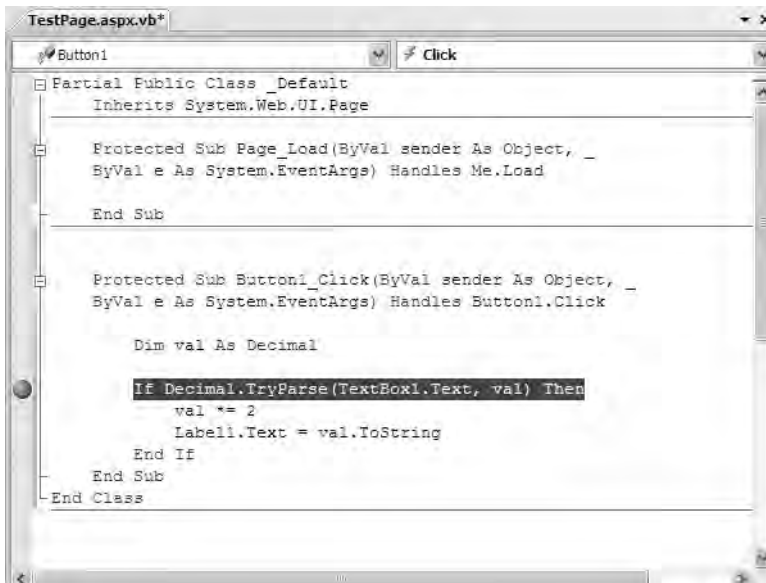 TestPage.aspx.vb*
Button1 Click
Partial Public Class _Default
Inherits System.Web.UI.Page
Protected Sub Page_Load(ByVal sender As Object, _
ByVal e As System.EventArgs) Handles Me.Load
End Sub
Protected Sub Button1_Click(ByVal sender As Object, _
ByVal e As System.EventArgs) Handles Button1.Click
Dim val As Decimal
If Decimal.TryParse(TextBox1.Text, val) Then
val *= 2
Label1.Text = val.ToString
End If
End Sub
End Class